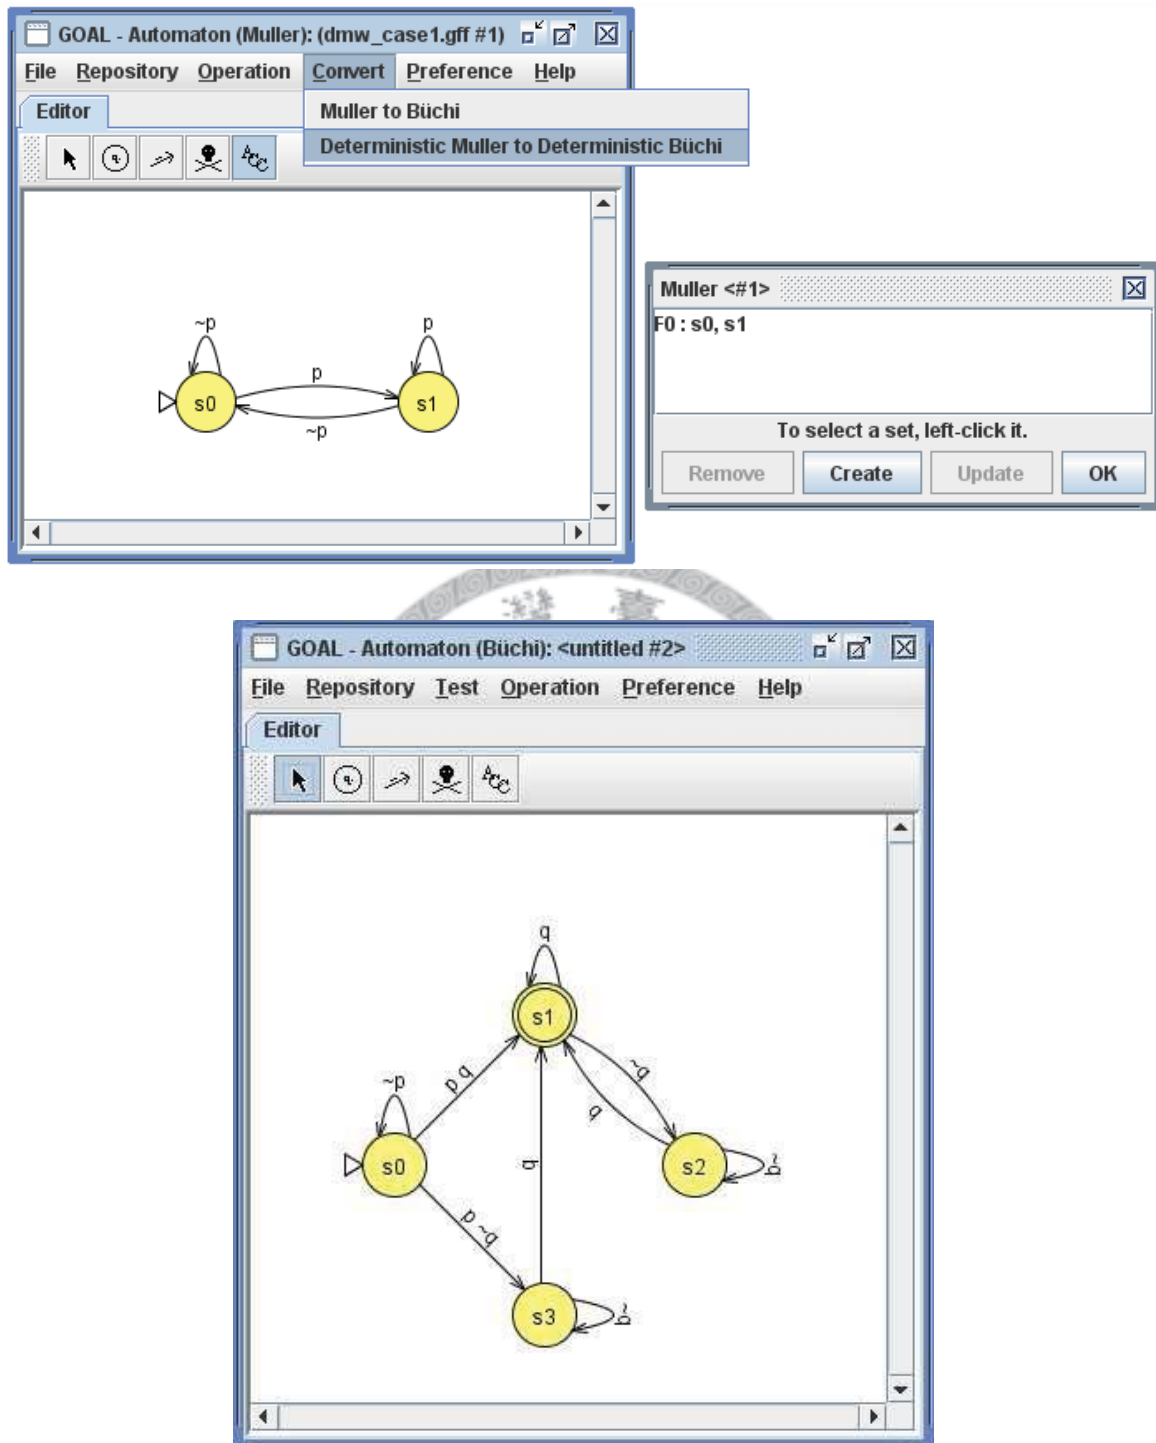 GOAL - Automaton (Muller): (dmw_case1.gff #1)
File Repository Operation Convert Preference Help
Editor
Muller to Büchi
Deterministic Muller to Deterministic Büchi
Acc
~p
p
p
s0
s1
~p
Muller <#1>
F0 : s0, s1
To select a set, left-click it.
Remove Create Update OK
GOAL - Automaton (Büchi): <untitled #2>
File Repository Test Operation Preference Help
Editor
q
Acc
q
s1
~p
p q
~q
q
s0
q
s2
~q
p ~q
s3
~q